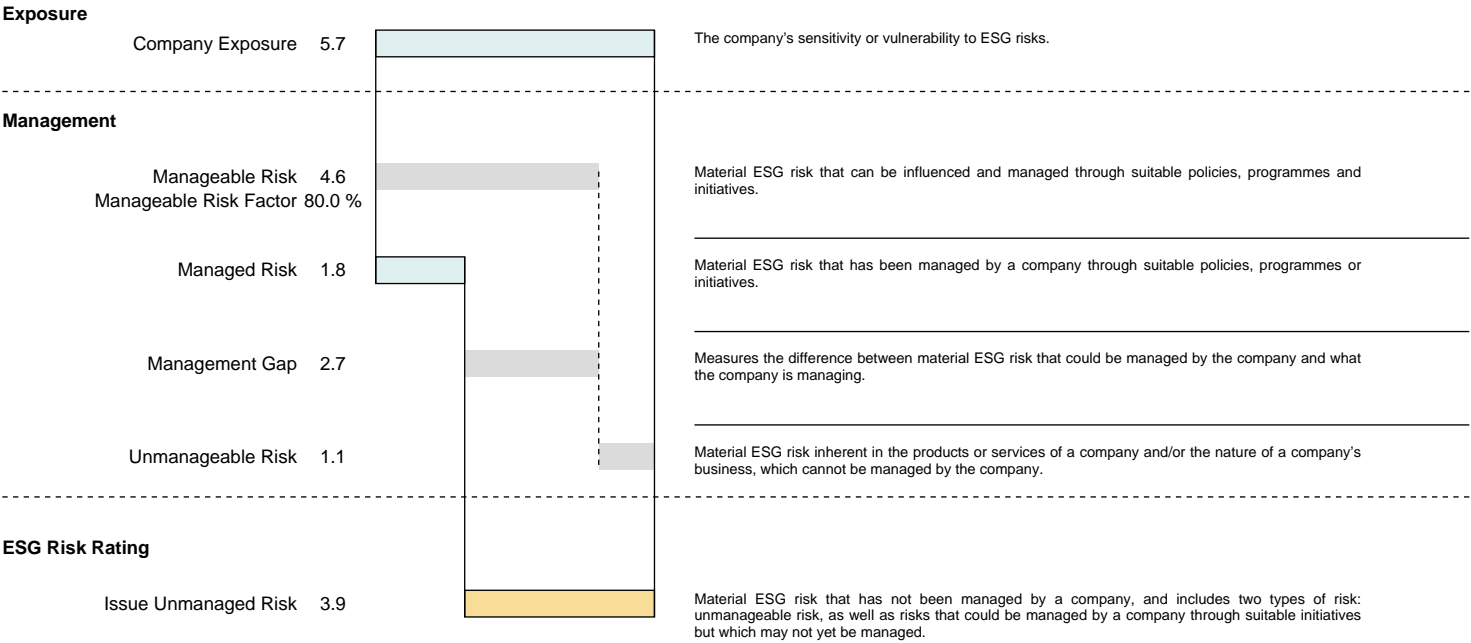 Exposure
Company Exposure 5.7
The company’s sensitivity or vulnerability to ESG risks.
Management
Manageable Risk 4.6
Manageable Risk Factor 80.0 %
Material ESG risk that can be influenced and managed through suitable policies, programmes and
initiatives.
Managed Risk 1.8
Material ESG risk that has been managed by a company through suitable policies, programmes or
initiatives.
Management Gap 2.7
Measures the difference between material ESG risk that could be managed by the company and what
the company is managing.
Unmanageable Risk 1.1
Material ESG risk inherent in the products or services of a company and/or the nature of a company’s
business, which cannot be managed by the company.
ESG Risk Rating
Issue Unmanaged Risk 3.9
Material ESG risk that has not been managed by a company, and includes two types of risk:
unmanageable risk, as well as risks that could be managed by a company through suitable initiatives
but which may not yet be managed.